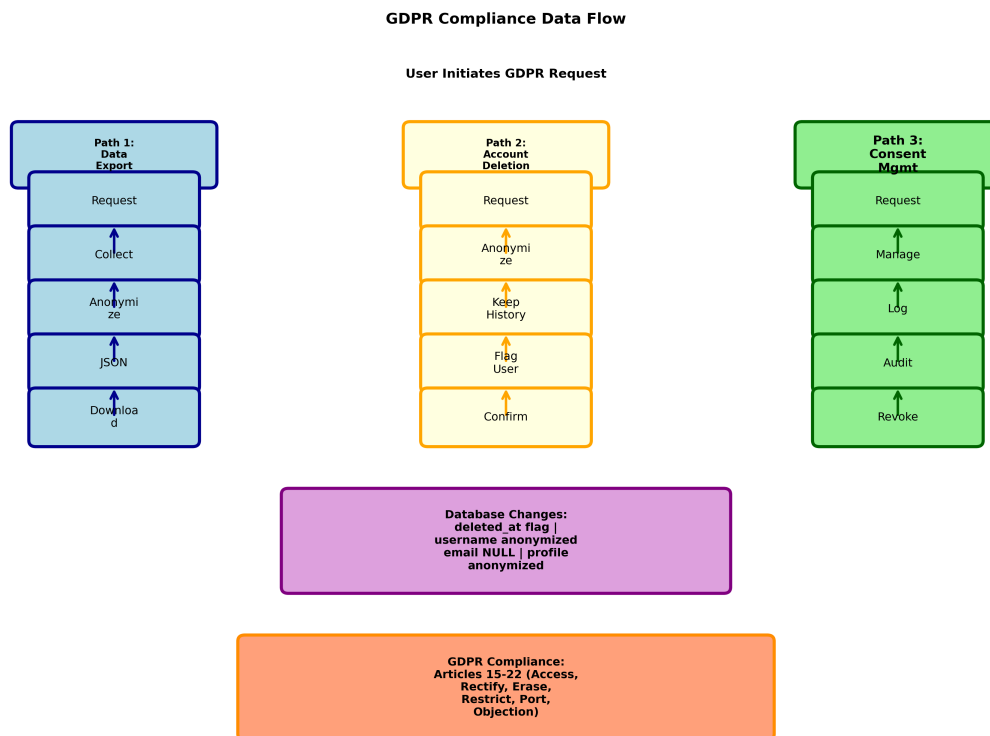 GDPR Compliance Data Flow
User Initiates GDPR Request
Path 1:
Data
Export
Request
Collect
Anonymi
ze
JSON
Downloa
d
Path 2:
Account
Deletion
Request
Anonymi
ze
Keep
History
Flag
User
Confirm
Path 3:
Consent
Mgmt
Request
Manage
Log
Audit
Revoke
Database Changes:
deleted_at flag |
username anonymized
email NULL | profile
anonymized
GDPR Compliance:
Articles 15-22 (Access,
Rectify, Erase,
Restrict, Port,
Objection)